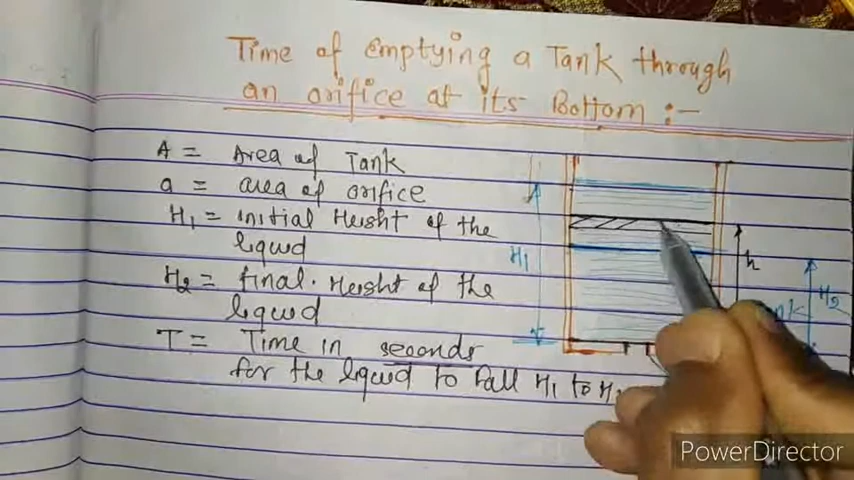 Time of emptying a Tank through
an orifice at its Bottom :-
A = Area of Tank
a = area of orifice
H1 = initial Height of the
liquid
H2 = final. Height of the
liquid
T = Time in seconds
for the liquid to Fall H1 to H
H1
h
H2
PowerDirector